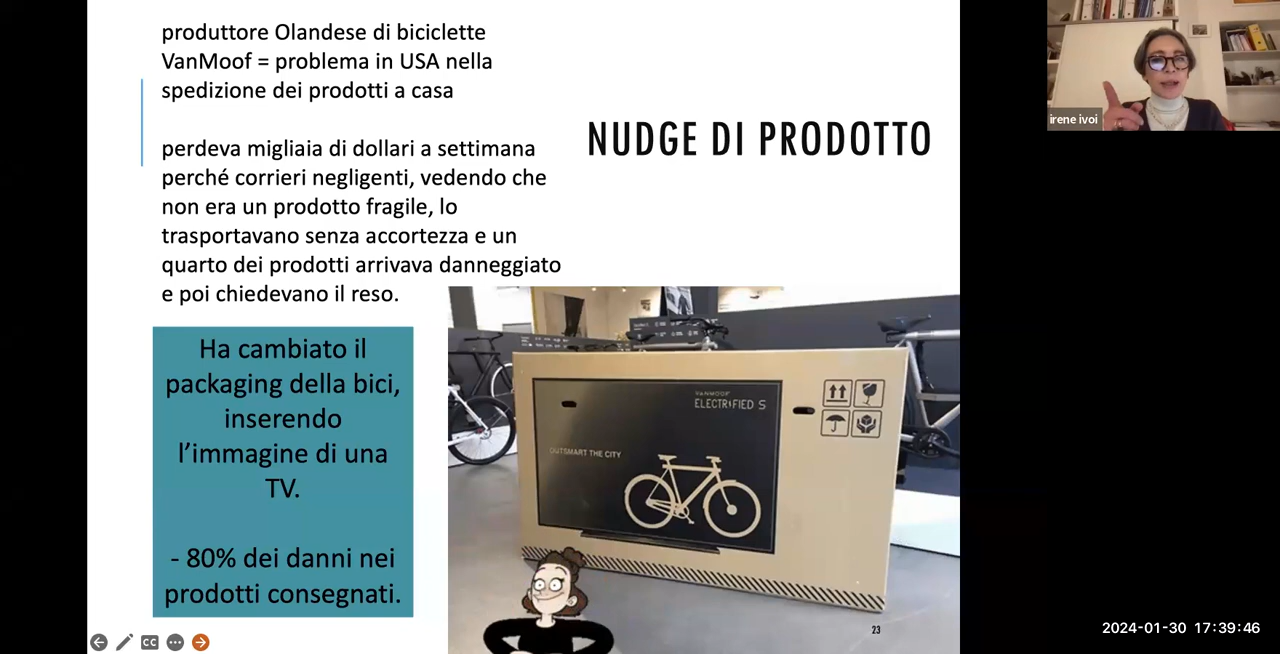 produttore Olandese di biciclette
VanMoof = problema in USA nella
spedizione dei prodotti a casa
perdeva migliaia di dollari a settimana
perché corrieri negligenti, vedendo che
non era un prodotto fragile, lo
trasportavano senza accortezza e un
quarto dei prodotti arrivava danneggiato
e poi chiedevano il reso.
NUDGE DI PRODOTTO
Ha cambiato il
packaging della bici,
inserendo
l’immagine di una
TV.
- 80% dei danni nei
prodotti consegnati.
VANMOOF
ELECTRIFIED S
OUTSMART THE CITY
23
CC
irene ivoi
2024-01-30 17:39:46